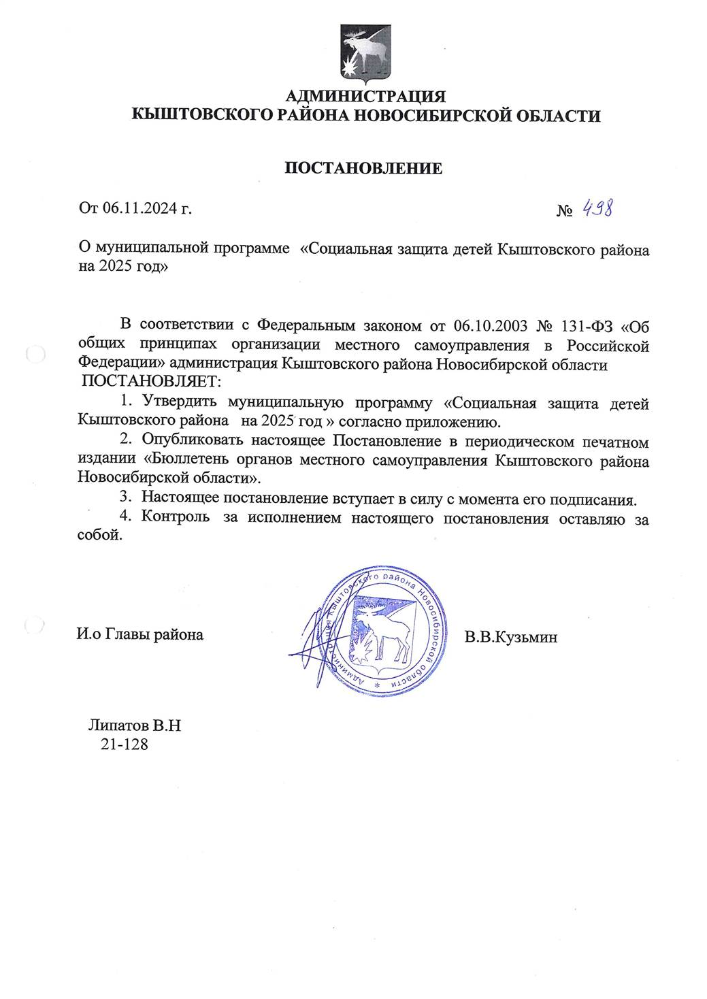 АДМИНИСТРАЦИЯ
КЫШТОВСКОГО РАЙОНА НОВОСИБИРСКОЙ ОБЛАСТИ
ПОСТАНОВЛЕНИЕ
От 06.11.2024 г.
№ 498
О муниципальной программе «Социальная защита детей Кыштовского района
на 2025 год»
В соответствии с Федеральным законом от 06.10.2003 № 131-ФЗ «Об
общих принципах организации местного самоуправления в Российской
Федерации» администрация Кыштовского района Новосибирской области
ПОСТАНОВЛЯЕТ:
1. Утвердить муниципальную программу «Социальная защита детей
Кыштовского района на 2025 год » согласно приложению.
2. Опубликовать настоящее Постановление в периодическом печатном
издании «Бюллетень органов местного самоуправления Кыштовского района
Новосибирской области».
3. Настоящее постановление вступает в силу с момента его подписания.
4. Контроль за исполнением настоящего постановления оставляю за
собой.
Администрация Кыштовского района Новосибирской области *
И.о Главы района
В.В.Кузьмин
Липатов В.Н
21-128